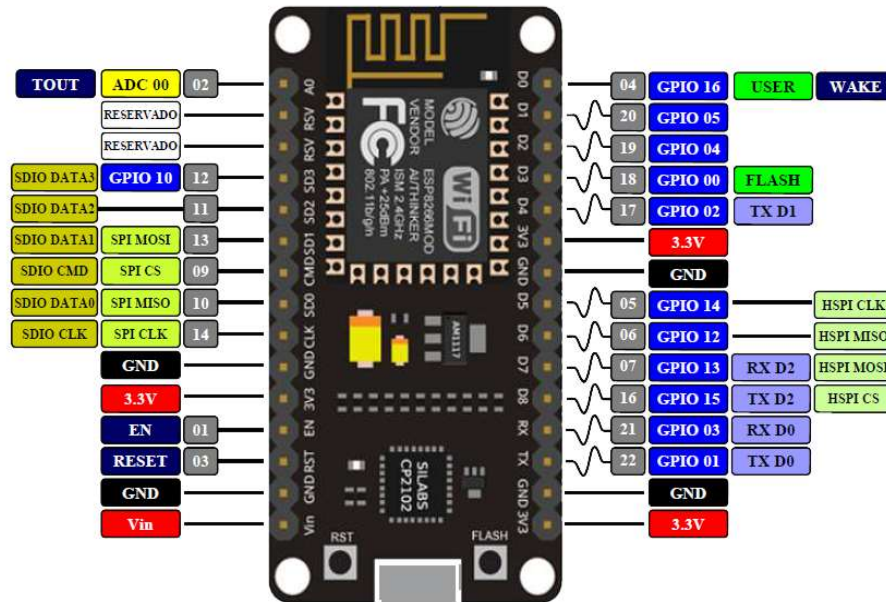 TOUT ADC 00 02 A0 D0 04 GPIO 16 USER WAKE
RESERVADO RSV D1 20 GPIO 05
RESERVADO RSV D2 19 GPIO 04
SDIO DATA3 GPIO 10 12 SD3 D3 18 GPIO 00 FLASH
SDIO DATA2 11 SD2 D4 17 GPIO 02 TX D1
SDIO DATA1 SPI MOSI 13 SD1 3V3 3.3V
SDIO CMD SPI CS 09 CMD GND GND
SDIO DATA0 SPI MISO 10 SD0 D5 05 GPIO 14 HSPI CLK
SDIO CLK SPI CLK 14 CLK D6 06 GPIO 12 HSPI MISO
GND GND D7 07 GPIO 13 RX D2 HSPI MOSI
3.3V 3V3 D8 16 GPIO 15 TX D2 HSPI CS
EN 01 EN RX 21 GPIO 03 RX D0
RESET 03 RST TX 22 GPIO 01 TX D0
GND GND GND GND
Vin Vin 3V3 3.3V
MODEL
VENDOR
ESP8266MOD
AITHINKER
ISM 2.4GHz
PA +25dBm
802.11b/g/n
FC
WiFi
AM1117
SILABS
CP2102
RST
FLASH